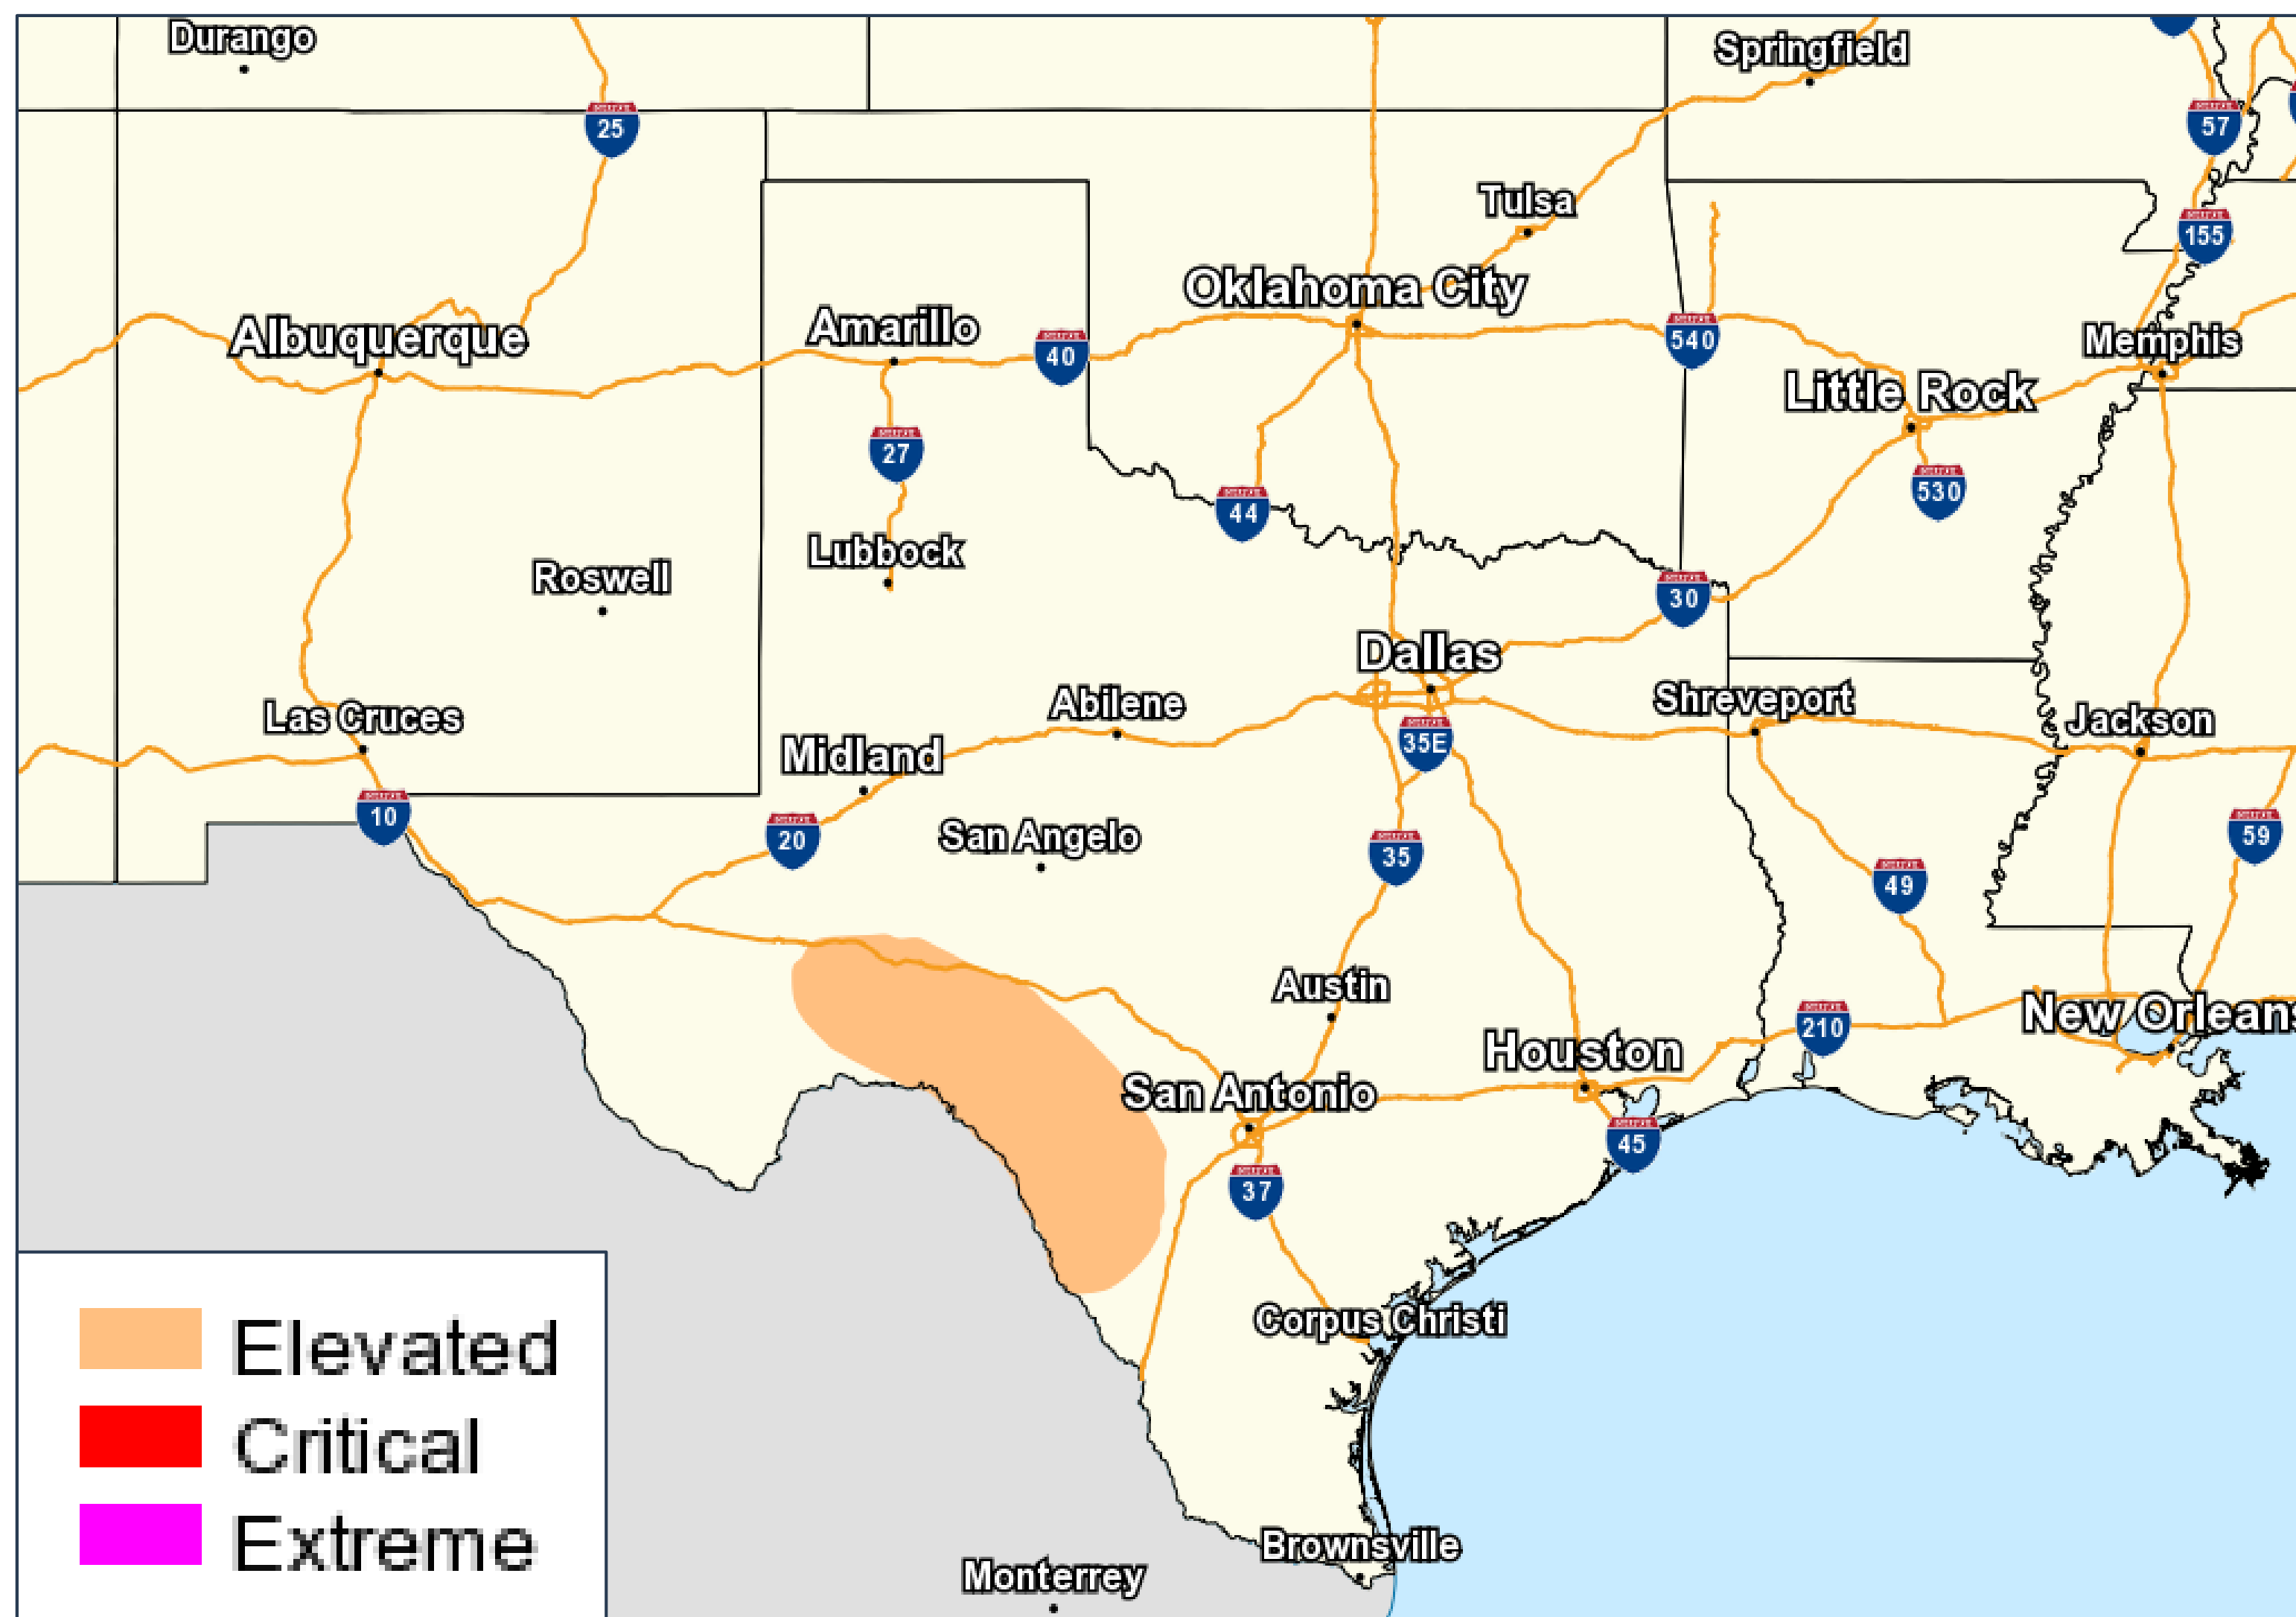 Durango
Springfield
25
57
Tulsa
155
Oklahoma City
Albuquerque
Amarillo
40
540
Memphis
Little Rock
27
530
44
Lubbock
Roswell
30
Dallas
Shreveport
Las Cruces
Abilene
Jackson
35E
Midland
10
20
San Angelo
35
59
49
Austin
New Orleans
210
Houston
San Antonio
45
37
Corpus Christi
Elevated
Critical
Extreme
Brownsville
Monterrey